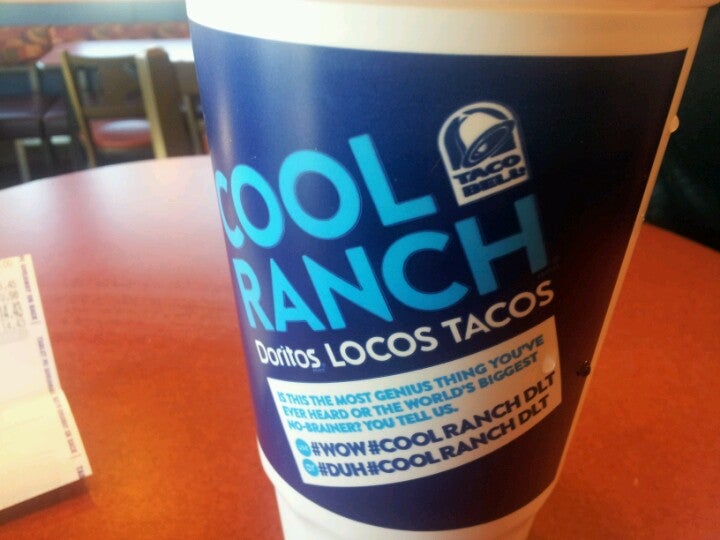 TACO
BELL
COOL
RANCH
Doritos LOCOS TACOS
IS THIS THE MOST GENIUS THING YOU'VE
EVER HEARD OR THE WORLD'S BIGGEST
NO-BRAINER? YOU TELL US.
#WOW#COOL RANCH DLT
#DUH#COOL RANCH DLT